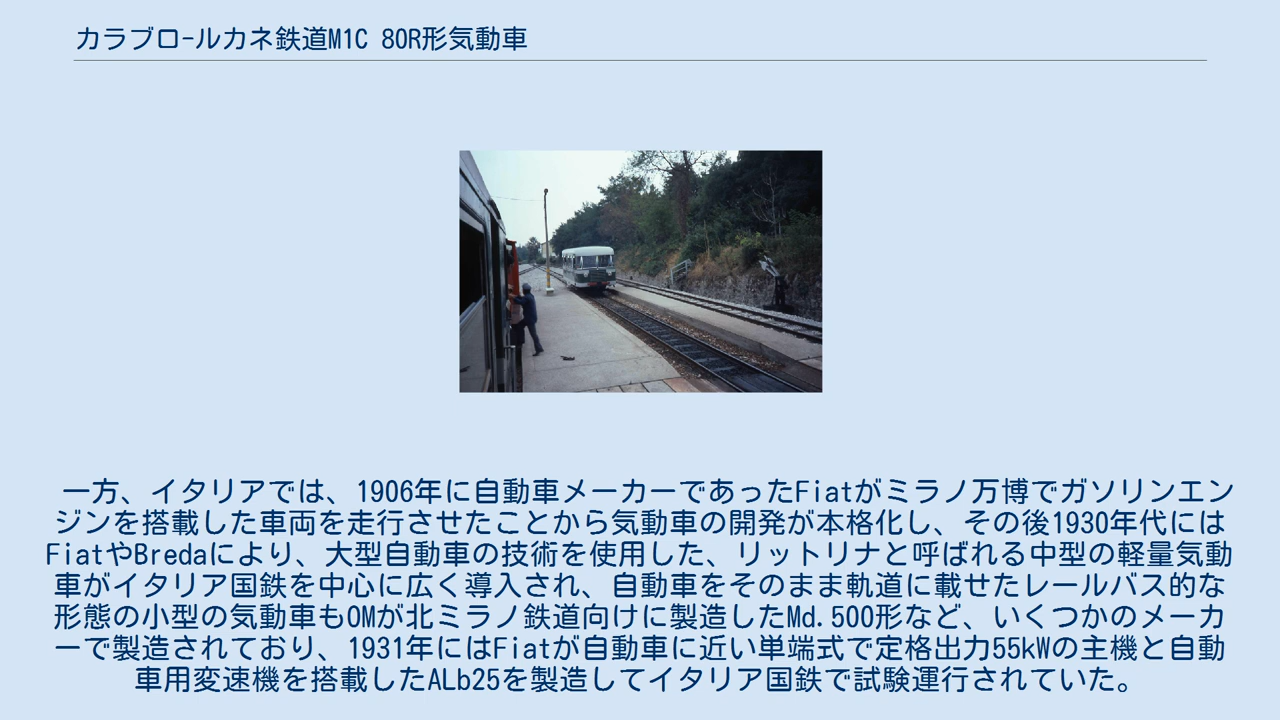 カラブロ-ルカネ鉄道M1C 80R形気動車
一方、イタリアでは、1906年に自動車メーカーであったFiatがミラノ万博でガソリンエン
ジンを搭載した車両を走行させたことから気動車の開発が本格化し、その後1930年代には
FiatやBredaにより、大型自動車の技術を使用した、リットリナと呼ばれる中型の軽量気動
車がイタリア国鉄を中心に広く導入され、自動車をそのまま軌道に載せたレールバス的な
形態の小型の気動車もOMが北ミラノ鉄道向けに製造したMd.500形など、いくつかのメーカ
ーで製造されており、1931年にはFiatが自動車に近い単端式で定格出力55kWの主機と自動
車用変速機を搭載したALb25を製造してイタリア国鉄で試験運行されていた。